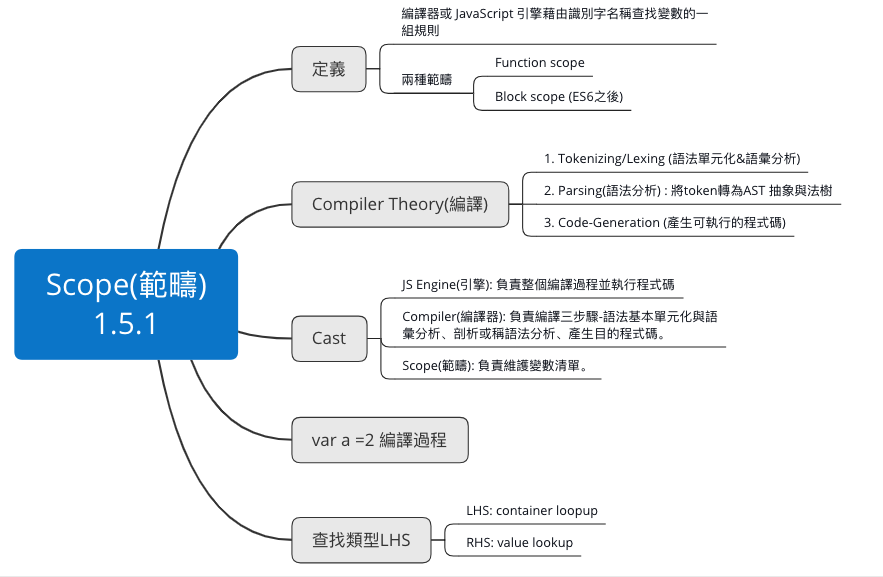 Scope(範疇)
1.5.1
定義
編譯器或 JavaScript 引擎藉由識別字名稱查找變數的一
組規則
兩種範疇
Function scope
Block scope (ES6之後)
Compiler Theory(編譯)
1. Tokenizing/Lexing (語法單元化&語彙分析)
2. Parsing(語法分析) : 將token轉為AST 抽象與法樹
3. Code-Generation (產生可執行的程式碼)
Cast
JS Engine(引擎): 負責整個編譯過程並執行程式碼
Compiler(編譯器): 負責編譯三步驟-語法基本單元化與語
彙分析、剖析或稱語法分析、產生目的程式碼。
Scope(範疇): 負責維護變數清單。
var a =2 編譯過程
查找類型LHS
LHS: container loopup
RHS: value lookup